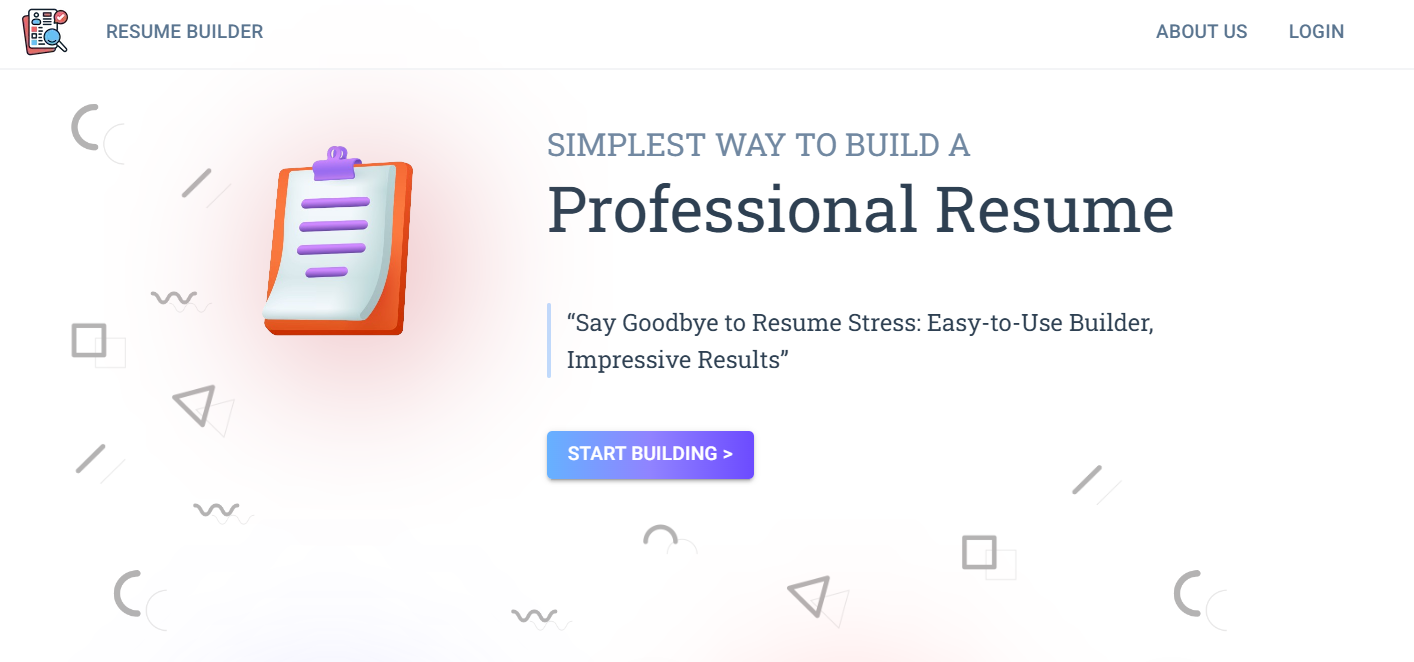 RESUME BUILDER
ABOUT US
LOGIN
SIMPLEST WAY TO BUILD A
Professional Resume
“Say Goodbye to Resume Stress: Easy-to-Use Builder,
Impressive Results”
START BUILDING >